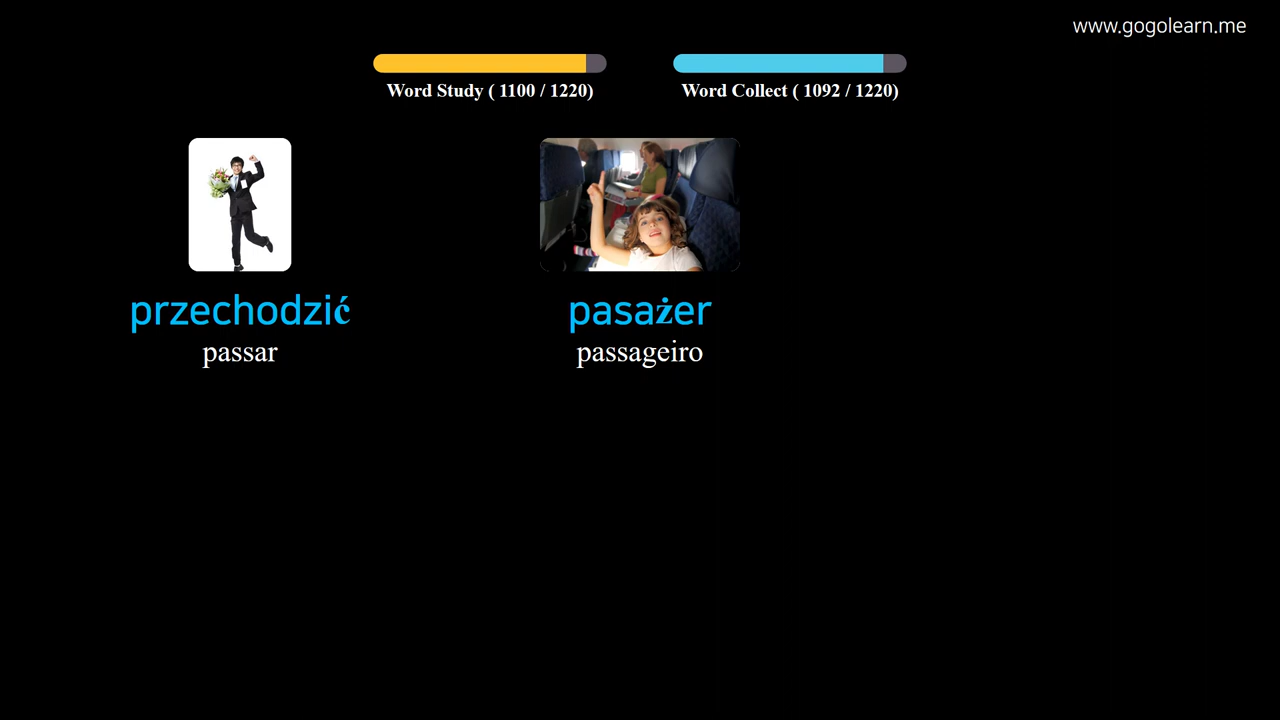 www.gogolearn.me
Word Study ( 1100 / 1220)
Word Collect ( 1092 / 1220)
przechodzić
passar
pasażer
passageiro